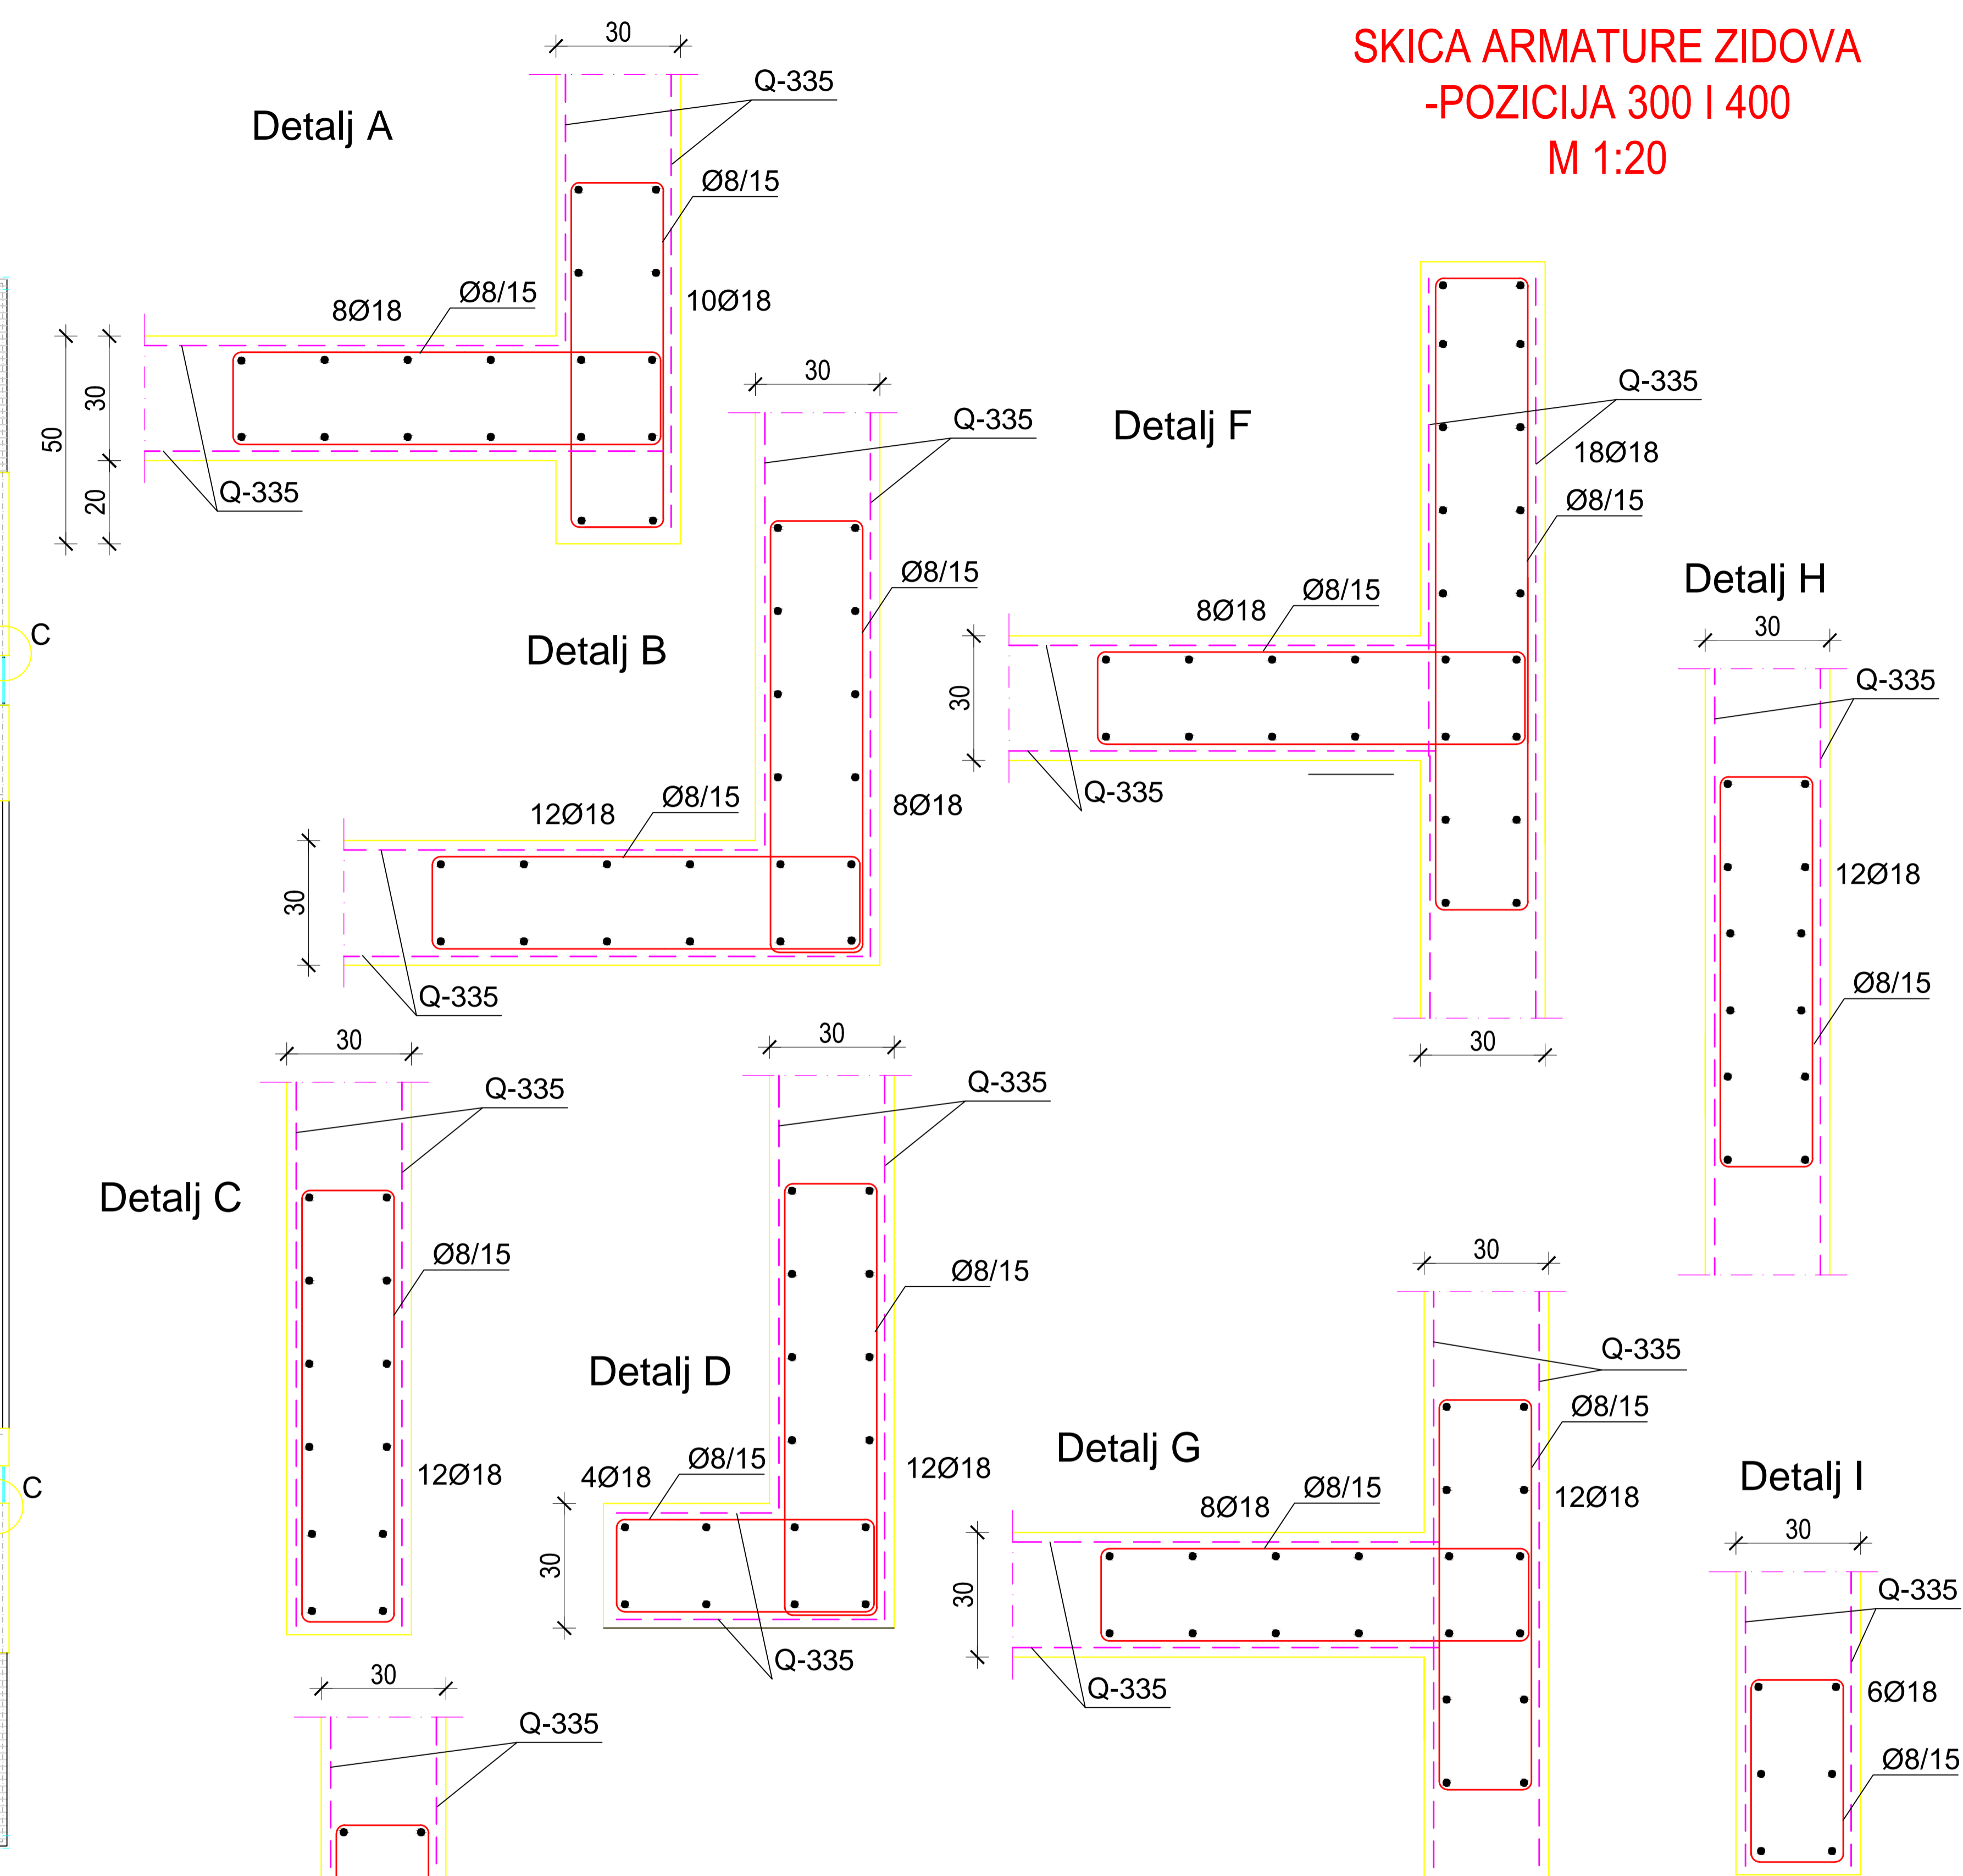 SKICA ARMATURE ZIDOVA
-POZICIJA 300 I 400
M 1:20
Detalj A
30
Q-335
Ø8/15
10Ø18
8Ø18
Ø8/15
50
30
20
Q-335
Detalj B
30
Q-335
Ø8/15
8Ø18
12Ø18
Ø8/15
30
Q-335
Detalj F
Q-335
18Ø18
Ø8/15
8Ø18
Ø8/15
30
Q-335
30
Detalj H
30
Q-335
12Ø18
Ø8/15
C
C
Detalj C
30
Q-335
Ø8/15
12Ø18
Detalj D
30
Q-335
Ø8/15
12Ø18
4Ø18
Ø8/15
30
Q-335
Detalj G
30
Q-335
Ø8/15
12Ø18
8Ø18
Ø8/15
30
Q-335
Detalj I
30
Q-335
6Ø18
Ø8/15
30
Q-335